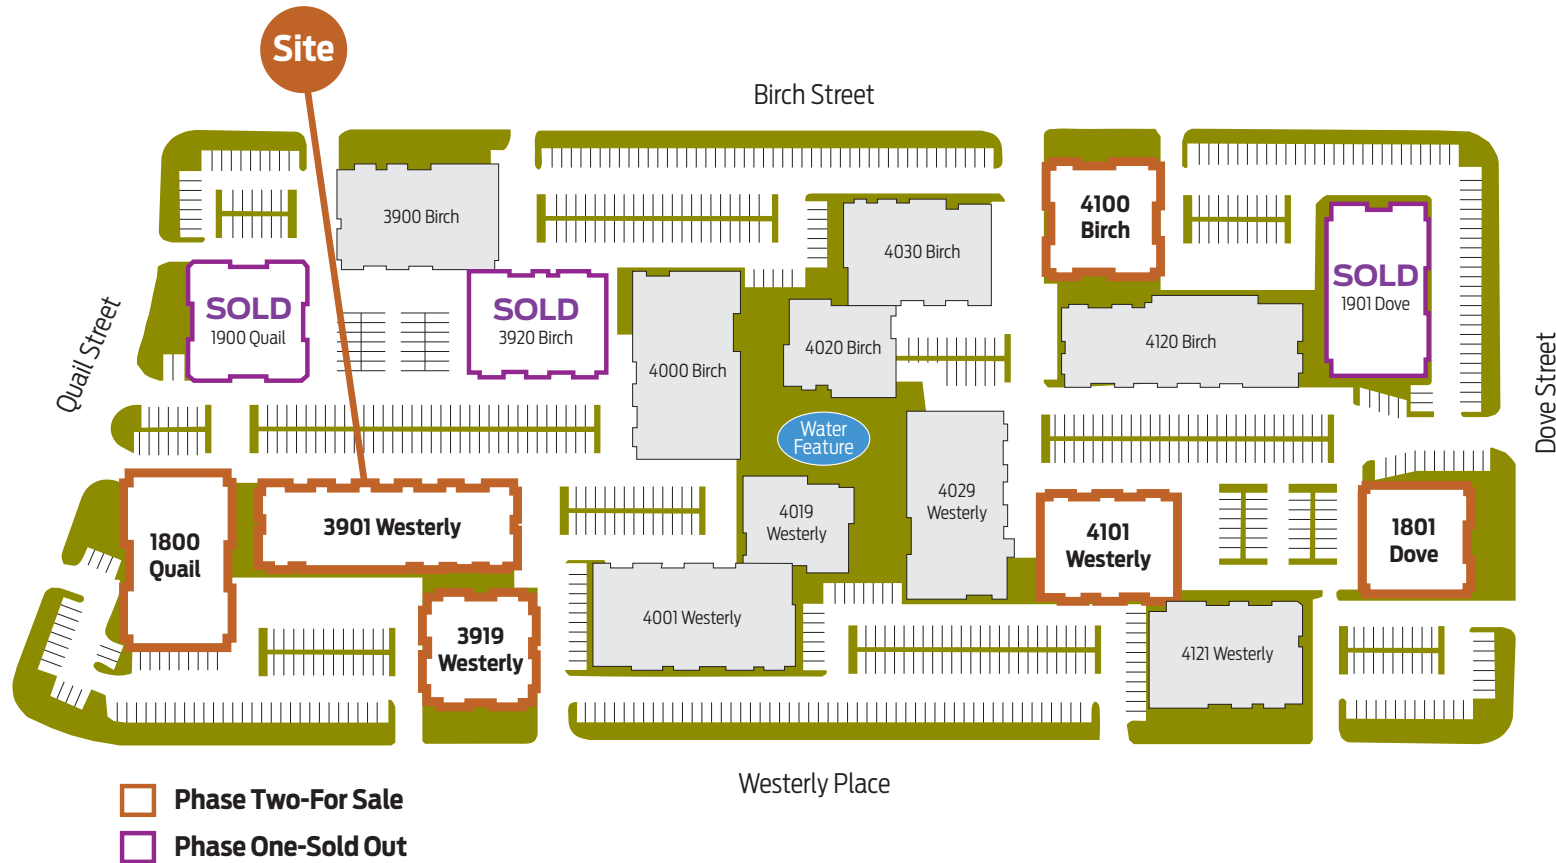 Site
Birch Street
3900 Birch
4100
Birch
4030 Birch
SOLD
1901 Dove
SOLD
1900 Quail
SOLD
3920 Birch
4020 Birch
4120 Birch
4000 Birch
Quail Street
Dove Street
Water
Feature
4029
Westerly
4019
Westerly
3901 Westerly
1800
Quail
4101
Westerly
1801
Dove
4001 Westerly
3919
Westerly
4121 Westerly
Westerly Place
Phase Two-For Sale
Phase One-Sold Out